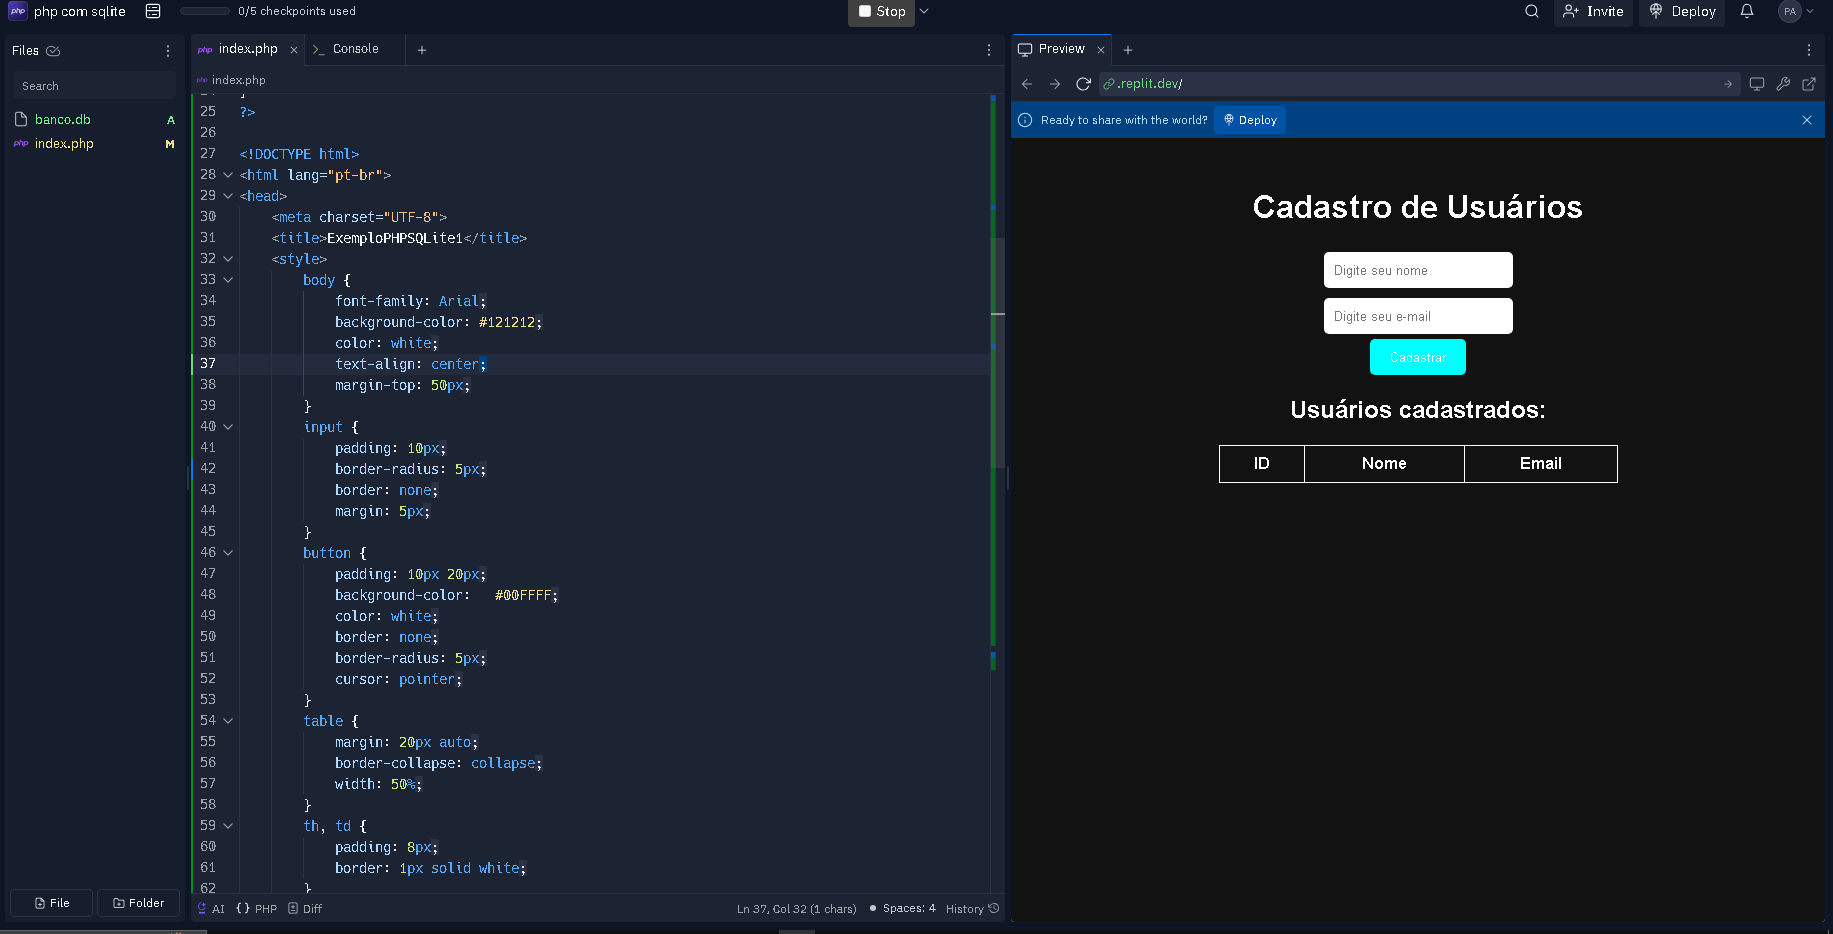 php
php com sqlite
0/5 checkpoints used
Stop
Invite
Deploy
PA
Files
Search
banco.db A
php index.php M
File
Folder
php index.php
>_ Console
php index.php
25 ?>
26
27 <!DOCTYPE html>
28 <html lang="pt-br">
29 <head>
30 <meta charset="UTF-8">
31 <title>ExemploPHPSQLite1</title>
32 <style>
33 body {
34 font-family: Arial;
35 background-color: #121212;
36 color: white;
37 text-align: center;
38 margin-top: 50px;
39 }
40 input {
41 padding: 10px;
42 border-radius: 5px;
43 border: none;
44 margin: 5px;
45 }
46 button {
47 padding: 10px 20px;
48 background-color:   #00FFFF;
49 color: white;
50 border: none;
51 border-radius: 5px;
52 cursor: pointer;
53 }
54 table {
55 margin: 20px auto;
56 border-collapse: collapse;
57 width: 50%;
58 }
59 th, td {
60 padding: 8px;
61 border: 1px solid white;
62 }
AI
{} PHP
Diff
Ln 37, Col 32 (1 chars)
Spaces: 4
History
Preview
.replit.dev/
Ready to share with the world?
Deploy
Cadastro de Usuários
Digite seu nome
Digite seu e-mail
Cadastrar
Usuários cadastrados:
ID Nome Email